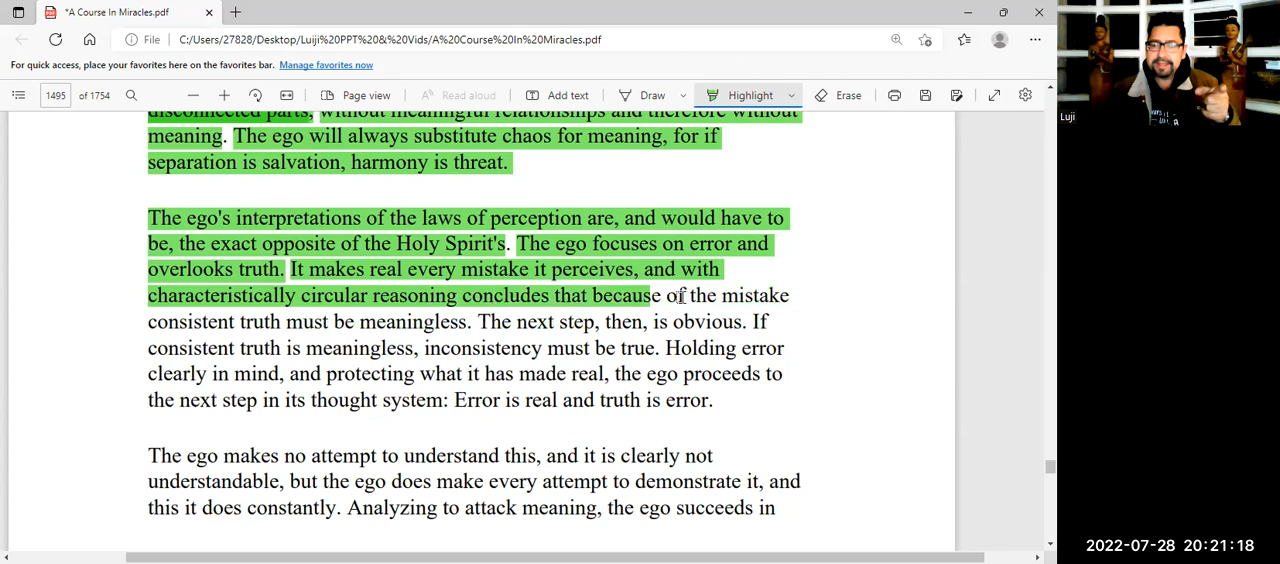 *A Course In Miracles.pdf
File
C:/Users/27828/Desktop/Luiji%20PPT%20&%20Vids/A%20Course%20In%20Miracles.pdf
For quick access, place your favorites here on the favorites bar. Manage favorites now
1495 of 1754
Page view
Read aloud
Add text
Draw
Highlight
Erase
disconnected parts, without meaningful relationships and therefore without
meaning. The ego will always substitute chaos for meaning, for if
separation is salvation, harmony is threat.
The ego's interpretations of the laws of perception are, and would have to
be, the exact opposite of the Holy Spirit's. The ego focuses on error and
overlooks truth. It makes real every mistake it perceives, and with
characteristically circular reasoning concludes that because of the mistake
consistent truth must be meaningless. The next step, then, is obvious. If
consistent truth is meaningless, inconsistency must be true. Holding error
clearly in mind, and protecting what it has made real, the ego proceeds to
the next step in its thought system: Error is real and truth is error.
The ego makes no attempt to understand this, and it is clearly not
understandable, but the ego does make every attempt to demonstrate it, and
this it does constantly. Analyzing to attack meaning, the ego succeeds in
Luji
2022-07-28 20:21:18